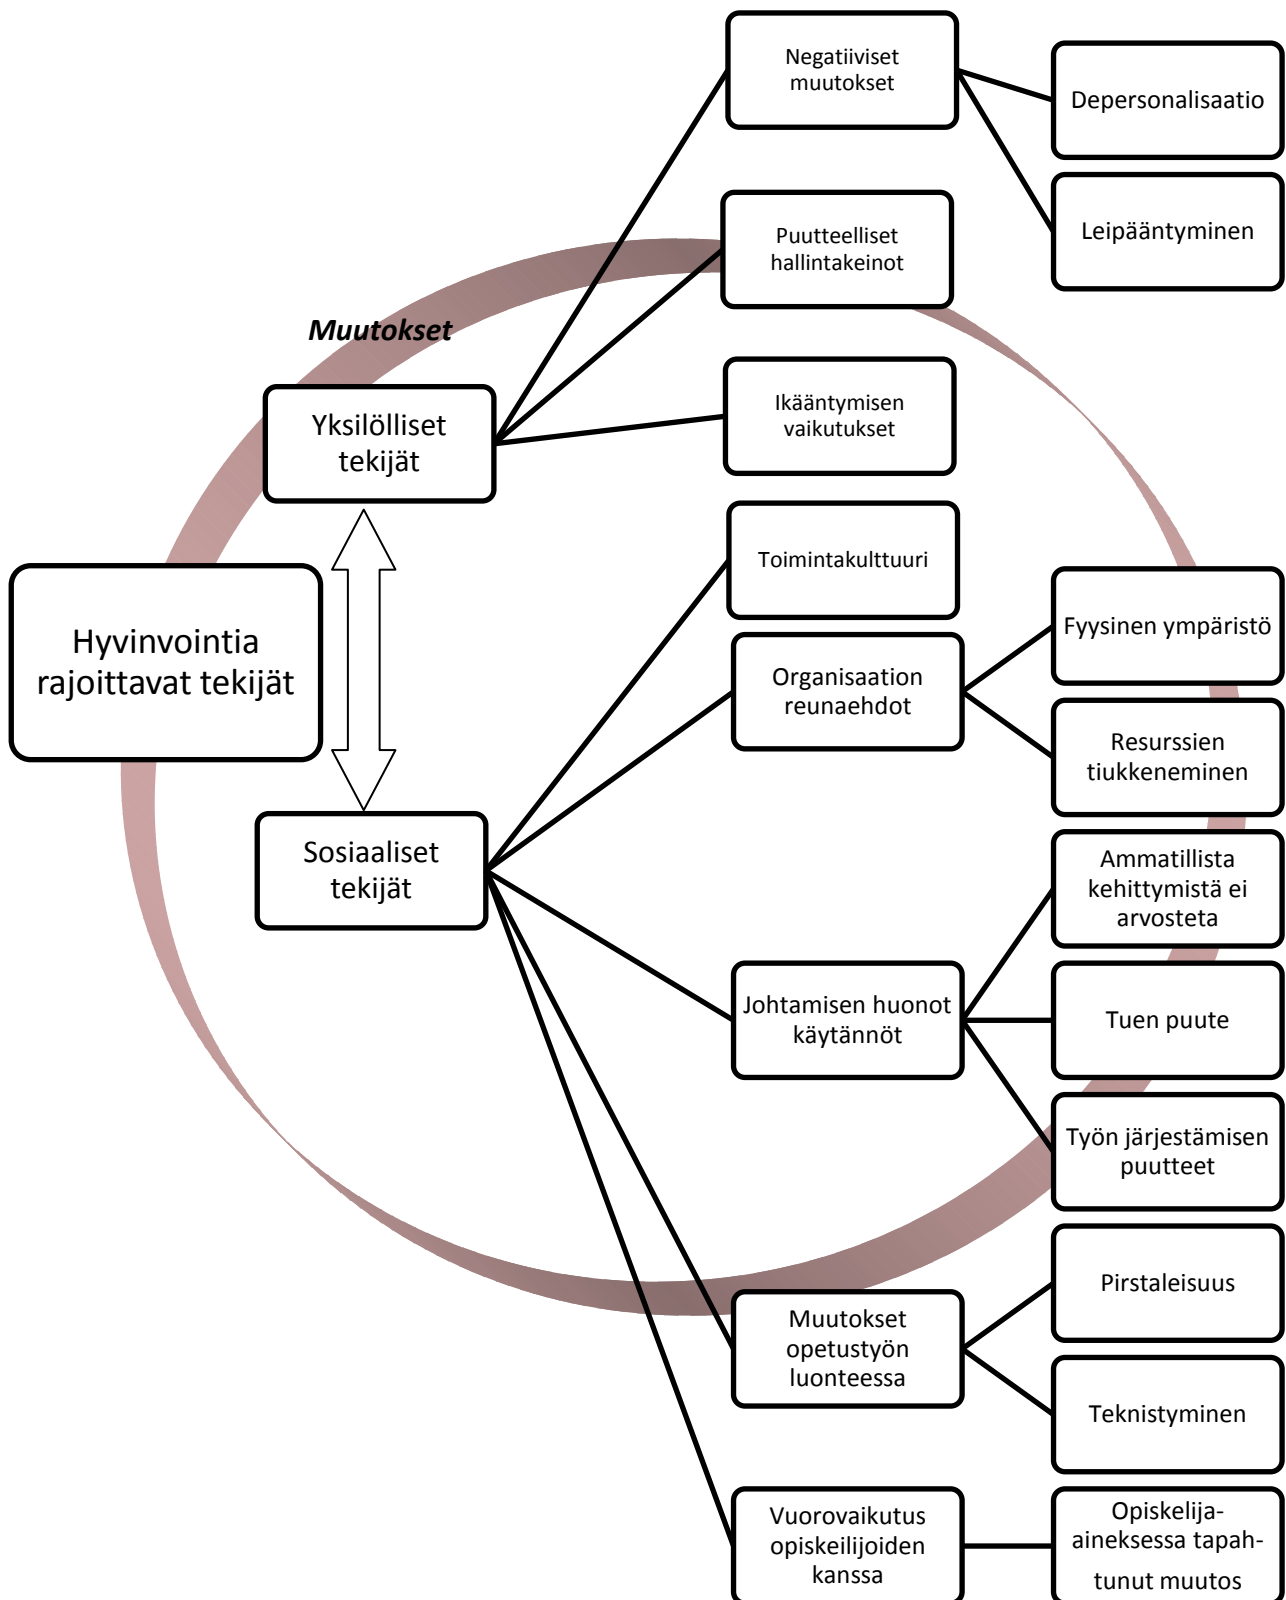 Negatiiviset
muutokset
Depersonalisaatio
Leipääntyminen
Puutteelliset
hallintakeinot
Muutokset
Yksilölliset
tekijät
Ikääntymisen
vaikutukset
Toimintakulttuuri
Hyvinvointia
rajoittavat tekijät
Fyysinen ympäristö
Organisaation
reunaehdot
Resurssien
tiukkeneminen
Sosiaaliset
tekijät
Ammatillista
kehittymistä ei
arvosteta
Johtamisen huonot
käytännöt
Tuen puute
Työn järjestämisen
puutteet
Muutokset
opetustyön
luonteessa
Pirstaleisuus
Teknistyminen
Vuorovaikutus
opiskeilijoiden
kanssa
Opiskelija-
aineksessa tapah-
tunut muutos